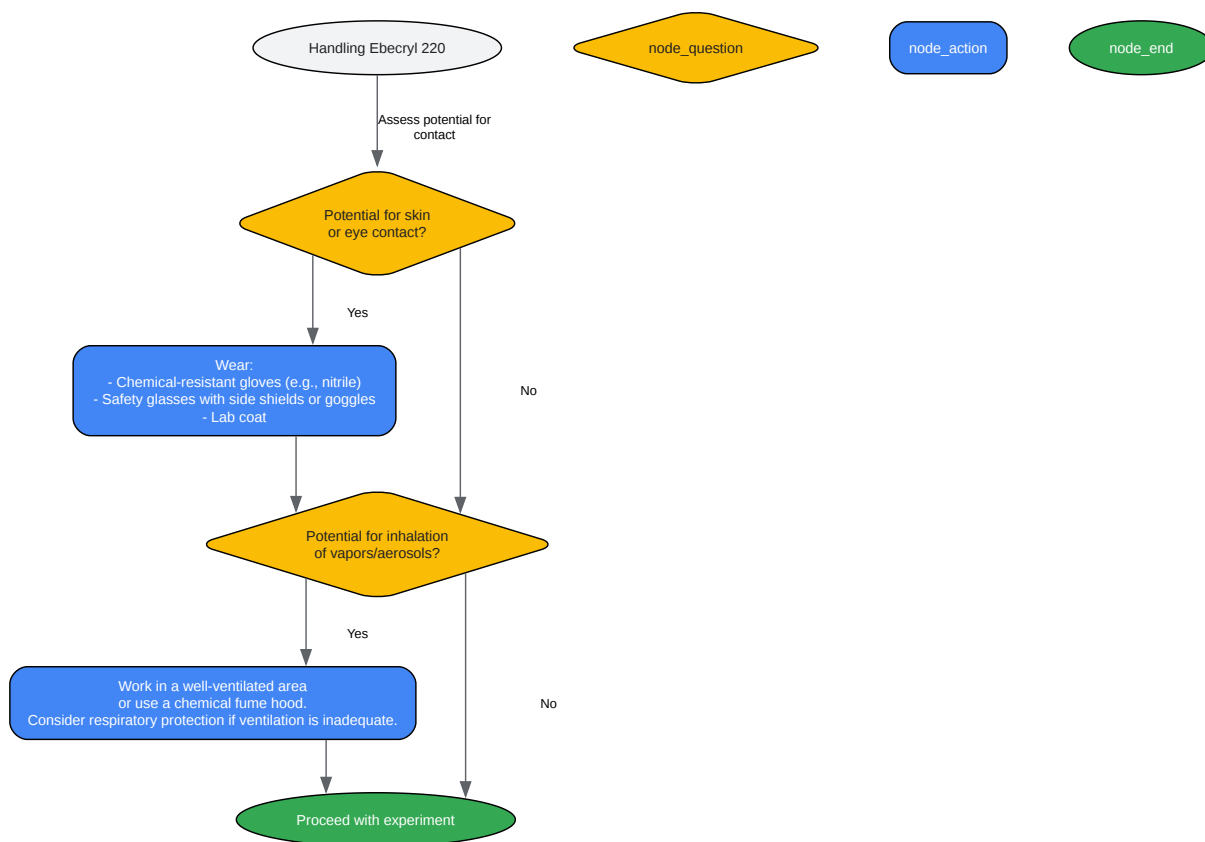 Handling Ebecryl 220
node_question
node_action
node_end
Assess potential for
contact
Potential for skin
or eye contact?
Yes
Wear:
- Chemical-resistant gloves (e.g., nitrile)
- Safety glasses with side shields or goggles
- Lab coat
No
Potential for inhalation
of vapors/aerosols?
Yes
Work in a well-ventilated area
or use a chemical fume hood.
Consider respiratory protection if ventilation is inadequate.
No
Proceed with experiment